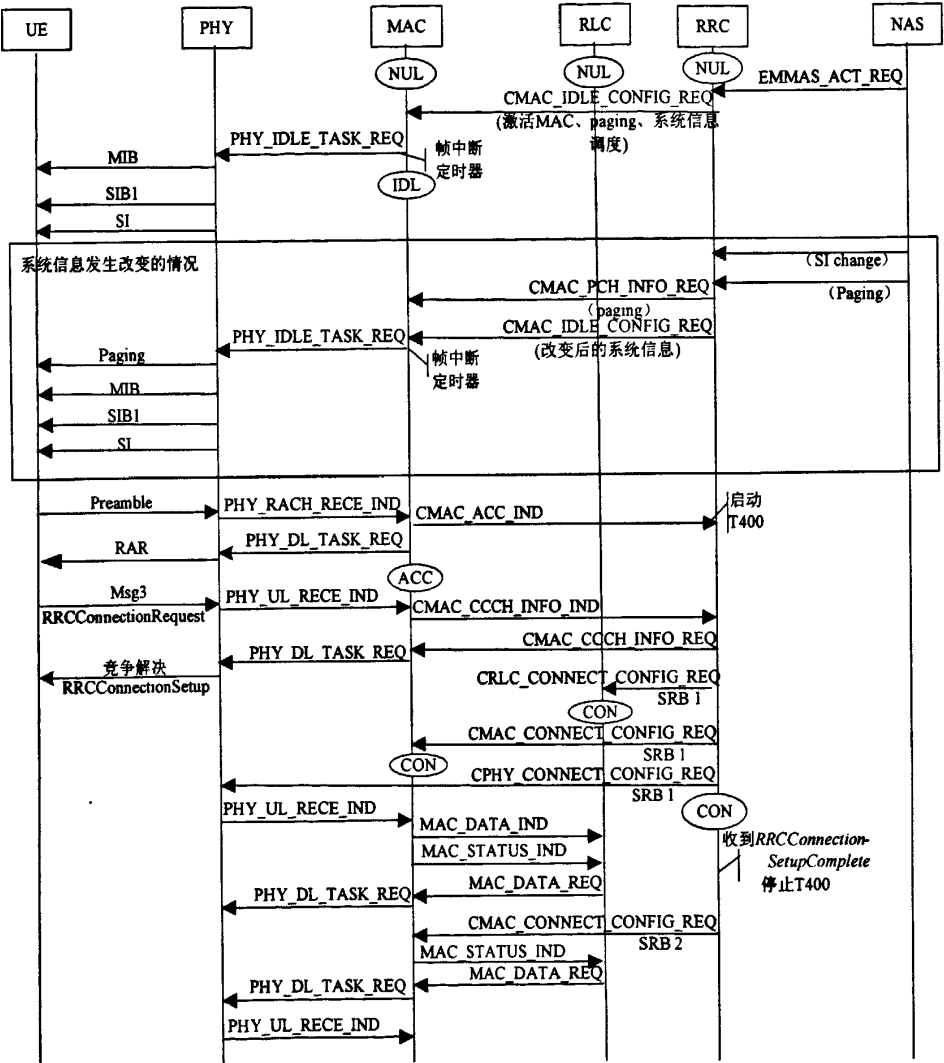 UE PHY MAC RLC RRC NAS
NUL NUL NUL
EMMAS_ACT_REQ
CMAC_IDLE_CONFIG_REQ
(激活MAC、paging、系统信息
调度)
PHY_IDLE_TASK_REQ
帧中断
定时器
MIB
IDL
SIB1
SI
系统信息发生改变的情况
(SI change)
CMAC_PCH_INFO_REQ
(Paging)
(paging)
PHY_IDLE_TASK_REQ
CMAC_IDLE_CONFIG_REQ
(改变后的系统信息)
Paging
帧中断
定时器
MIB
SIB1
SI
Preamble
PHY_RACH_RECE_IND
CMAC_ACC_IND
启动
T400
PHY_DL_TASK_REQ
RAR
ACC
Msg3
PHY_UL_RECE_IND
CMAC_CCCH_INFO_IND
RRCConnectionRequest
CMAC_CCCH_INFO_REQ
PHY_DL_TASK_REQ
竞争解决
RRCConnectionSetup
CRLC_CONNECT_CONFIG_REQ
SRB 1
CON
CMAC_CONNECT_CONFIG_REQ
SRB 1
CON
CPHY_CONNECT_CONFIG_REQ
SRB 1
CON
PHY_UL_RECE_IND
MAC_DATA_IND
收到RRCConnection-
SetupComplete
停止T400
MAC_STATUS_IND
MAC_DATA_REQ
PHY_DL_TASK_REQ
CMAC_CONNECT_CONFIG_REQ
SRB 2
MAC_STATUS_IND
MAC_DATA_REQ
PHY_DL_TASK_REQ
PHY_UL_RECE_IND